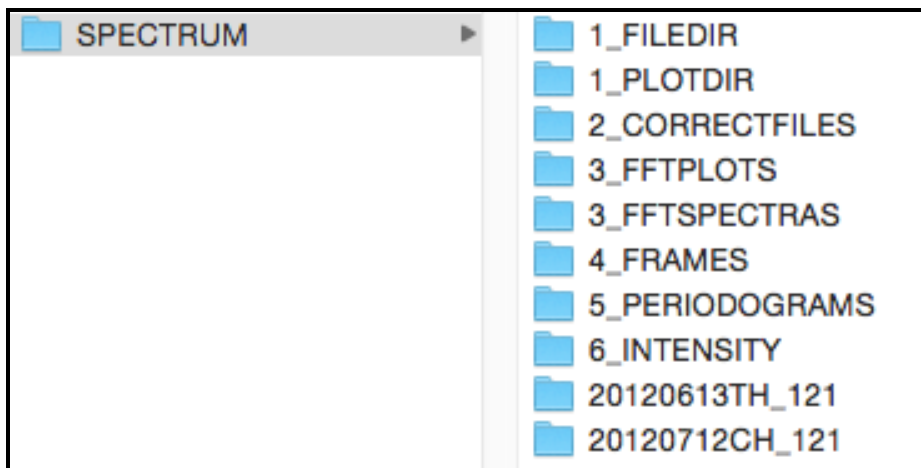 SPECTRUM
1_FILEDIR
1_PLOTDIR
2_CORRECTFILES
3_FFTPLOTS
3_FFTSPECTRAS
4_FRAMES
5_PERIODOGRAMS
6_INTENSITY
20120613TH_121
20120712CH_121